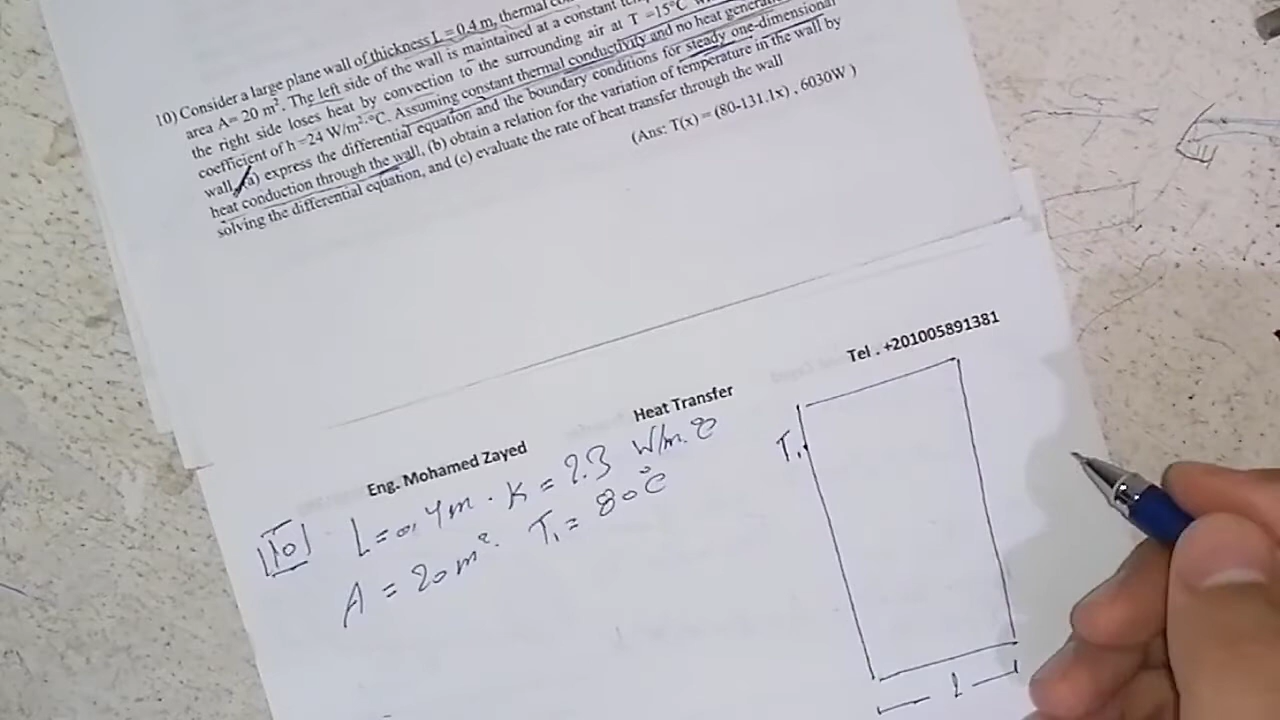 10) Consider a large plane wall of thickness L = 0.4 m, thermal
area A= 20 m². The left side of the wall is maintained at a constant
the right side loses heat by convection to the surrounding air at T =15°C
coefficient of h =24 W/m².°C. Assuming constant thermal conductivity and no heat
wall, (a) express the differential equation and the boundary conditions for steady one-dimensional
heat conduction through the wall, (b) obtain a relation for the variation of temperature in the wall by
solving the differential equation, and (c) evaluate the rate of heat transfer through the wall
(Ans: T(x) = (80-131.1x) , 6030W )
Eng. Mohamed Zayed Heat Transfer Tel . +201005891381
10 L = 0.4m . K = 2.3 W/m.°C
A = 20 m². T₁ = 80°C
T₁
L